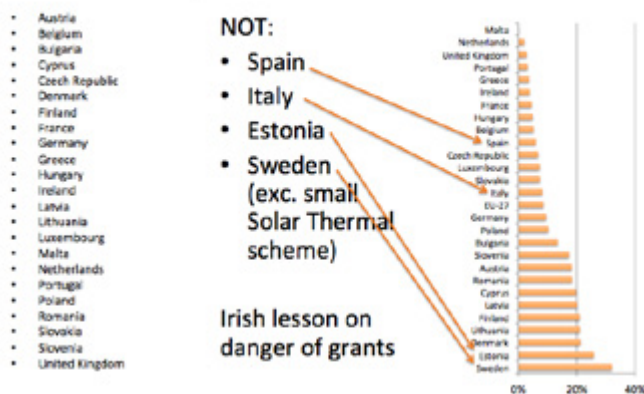 • Austria
• Belgium
• Bulgaria
• Cyprus
• Czech Republic
• Denmark
• Finland
• France
• Germany
• Greece
• Hungary
• Ireland
• Latvia
• Lithuania
• Luxembourg
• Malta
• Netherlands
• Portugal
• Poland
• Romania
• Slovakia
• Slovenia
• United Kingdom
NOT:
• Spain
• Italy
• Estonia
• Sweden
(exc. small
Solar Thermal
scheme)
Irish lesson on
danger of grants
Malta
Netherlands
United Kingdom
Portugal
Greece
Ireland
France
Hungary
Belgium
Spain
Czech Republic
Luxembourg
Slovakia
Italy
EU-27
Germany
Poland
Bulgaria
Slovenia
Austria
Romania
Cyprus
Latvia
Finland
Lithuania
Denmark
Estonia
Sweden
0% 20% 40%